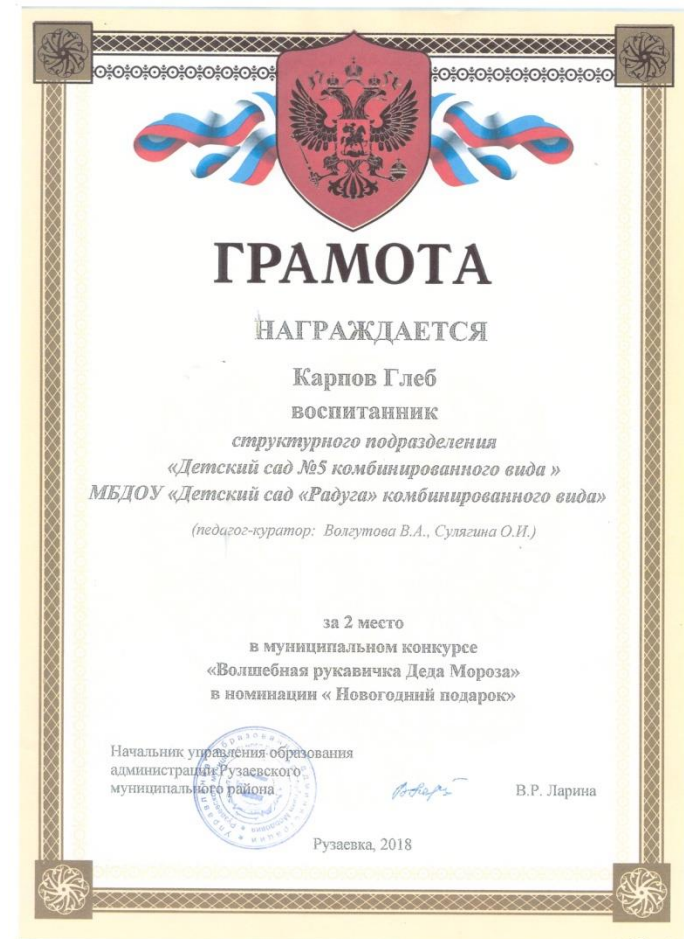 ГРАМОТА
НАГРАЖДАЕТСЯ
Карпов Глеб
воспитанник
структурного подразделения
«Детский сад №5 комбинированного вида »
МБДОУ «Детский сад «Радуга» комбинированного вида»
(педагог-куратор: Волгутова В.А., Сулягина О.И.)
за 2 место
в муниципальном конкурсе
«Волшебная рукавичка Деда Мороза»
в номинации « Новогодний подарок»
Начальник управления образования
администрации Рузаевского
муниципального района
В.Р. Ларина
Рузаевка, 2018